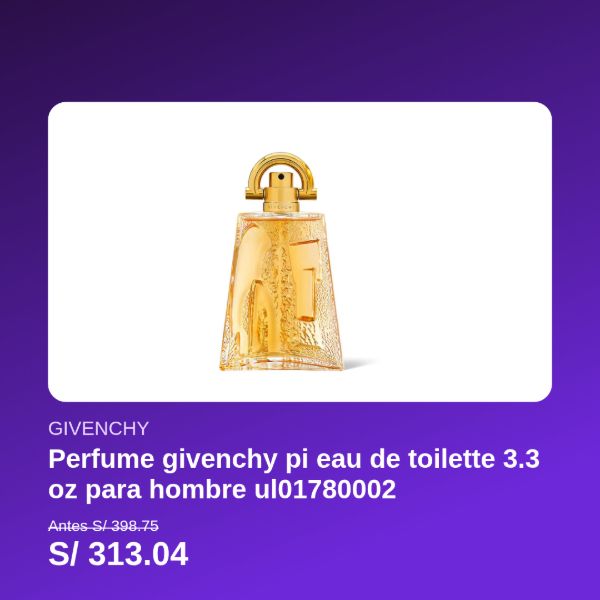 GIVENCHY
Perfume givenchy pi eau de toilette 3.3
oz para hombre ul01780002
Antes S/ 398.75
S/ 313.04